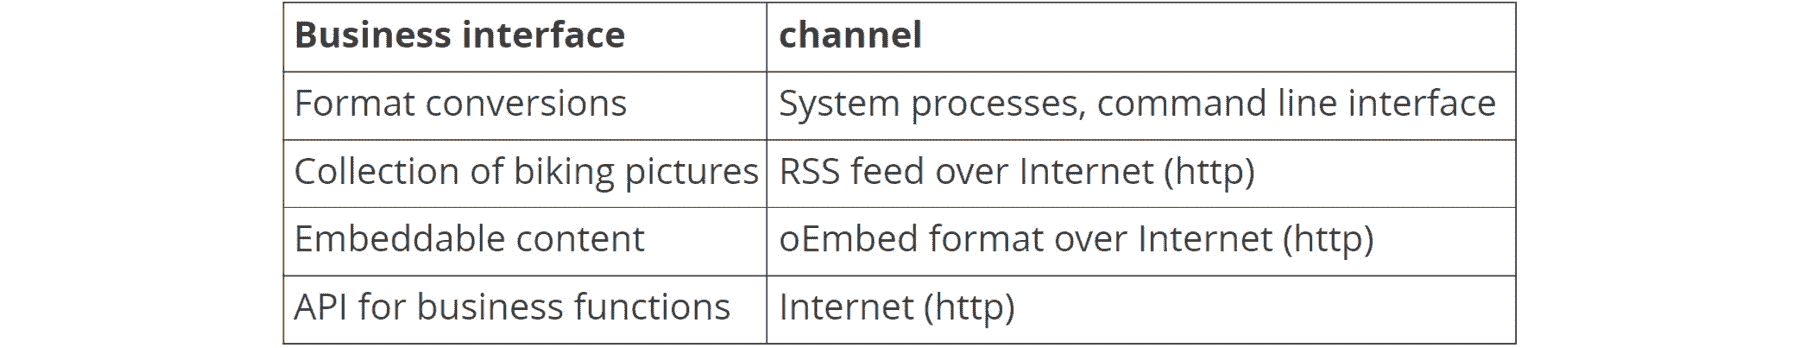 Business interface channel
Format conversions System processes, command line interface
Collection of biking pictures RSS feed over Internet (http)
Embeddable content oEmbed format over Internet (http)
API for business functions Internet (http)